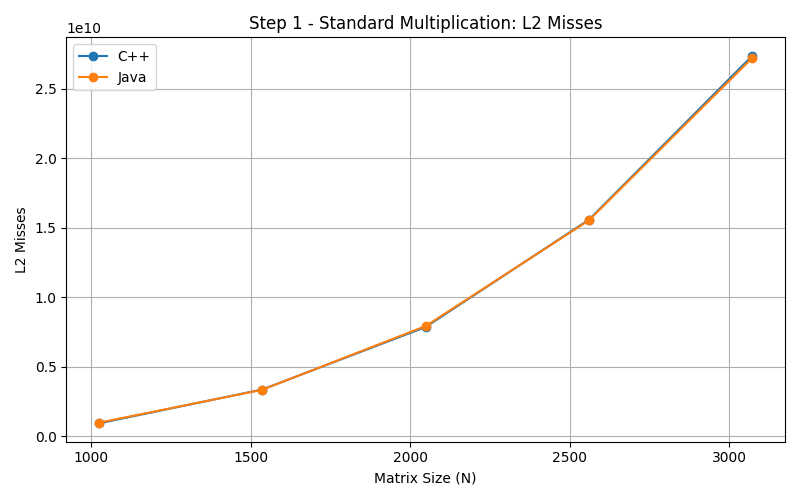 Step 1 - Standard Multiplication: L2 Misses
1e10
C++
Java
2.5
2.0
1.5
1.0
0.5
0.0
L2 Misses
1000 1500 2000 2500 3000
Matrix Size (N)